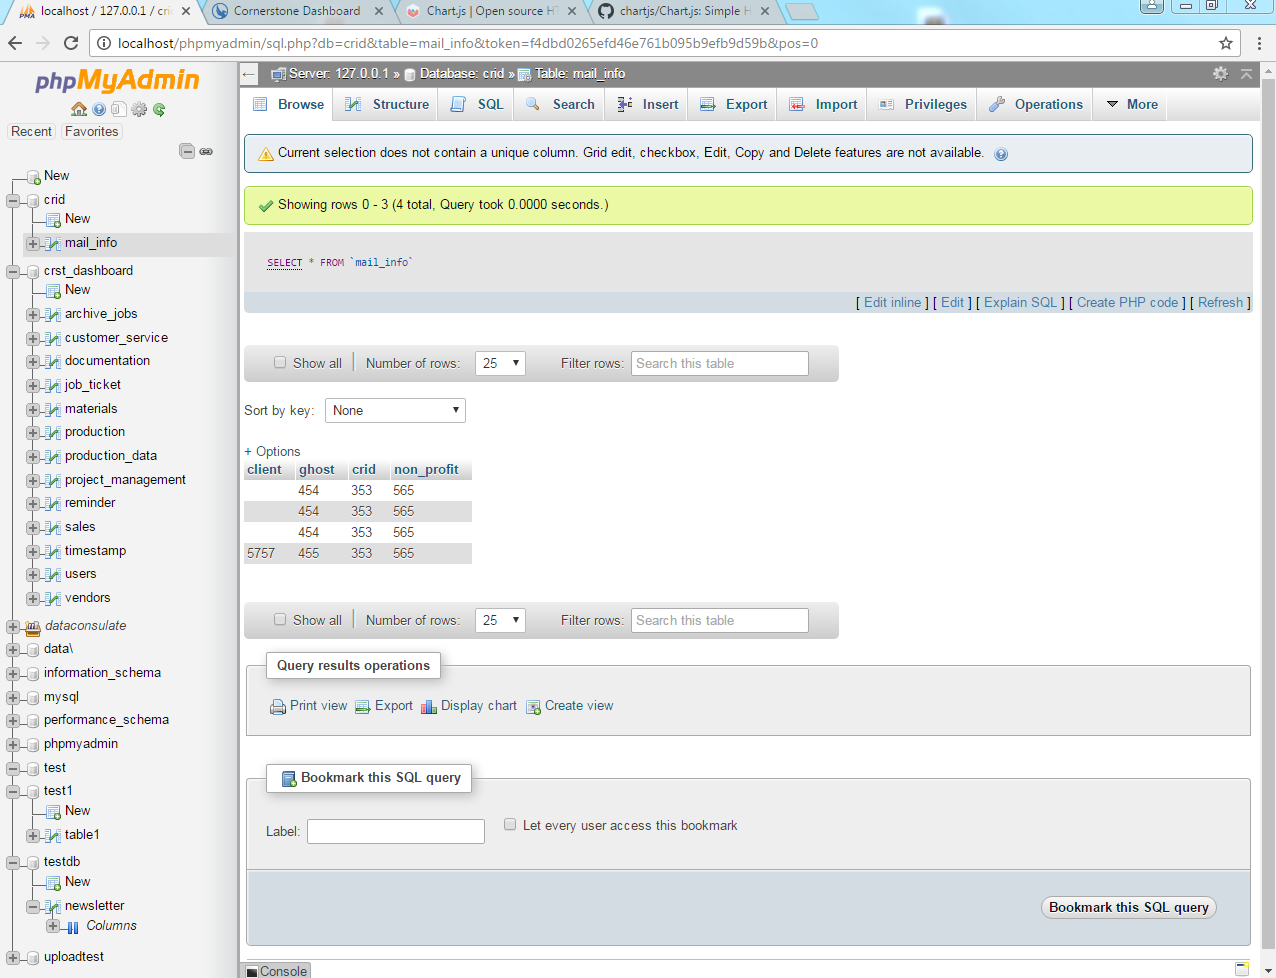 localhost / 127.0.0.1 / cri
Cornerstone Dashboard
Chart.js | Open source HT
chartjs/Chart.js: Simple H
localhost/phpmyadmin/sql.php?db=crid&table=mail_info&token=f4dbd0265efd46e761b095b9efb9d59b&pos=0
phpMyAdmin
Recent Favorites
New
crid
New
mail_info
crst_dashboard
New
archive_jobs
customer_service
documentation
job_ticket
materials
production
production_data
project_management
reminder
sales
timestamp
users
vendors
dataconsulate
data\
information_schema
mysql
performance_schema
phpmyadmin
test
test1
New
table1
testdb
New
newsletter
Columns
uploadtest
Server: 127.0.0.1 » Database: crid » Table: mail_info
Browse Structure SQL Search Insert Export Import Privileges Operations More
Current selection does not contain a unique column. Grid edit, checkbox, Edit, Copy and Delete features are not available.
Showing rows 0 - 3 (4 total, Query took 0.0000 seconds.)
SELECT * FROM `mail_info`
[ Edit inline ] [ Edit ] [ Explain SQL ] [ Create PHP code ] [ Refresh ]
Show all | Number of rows: 25 Filter rows: Search this table
Sort by key: None
+ Options
client ghost crid non_profit
454 353 565
454 353 565
454 353 565
5757 455 353 565
Show all | Number of rows: 25 Filter rows: Search this table
Query results operations
Print view Export Display chart Create view
Bookmark this SQL query
Label: Let every user access this bookmark
Bookmark this SQL query
Console